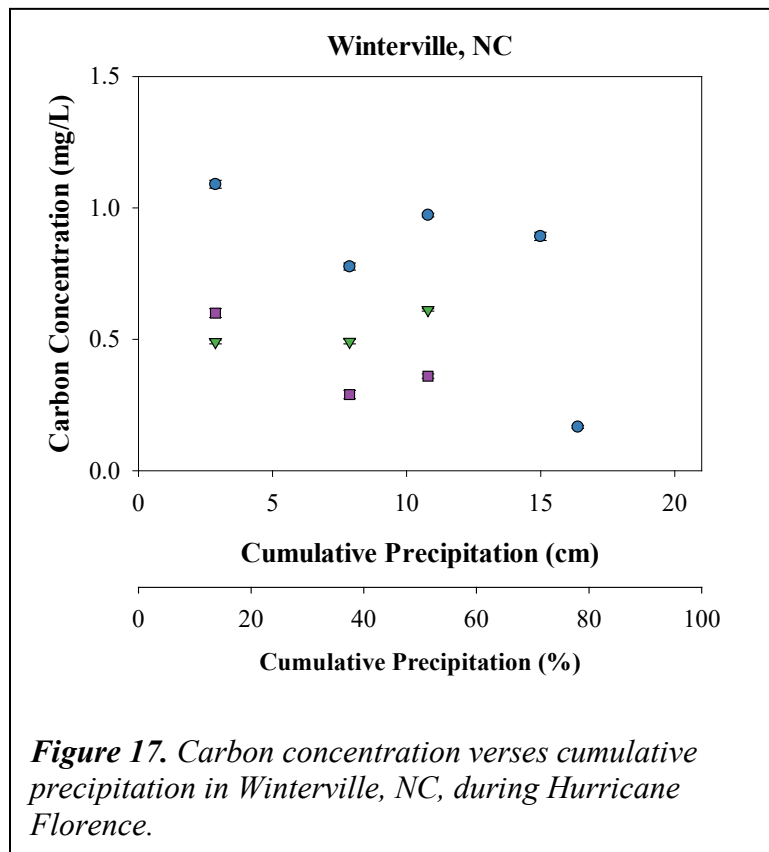 Winterville, NC
1.5
1.0
0.5
0.0
Carbon Concentration (mg/L)
0 5 10 15 20
Cumulative Precipitation (cm)
0 20 40 60 80 100
Cumulative Precipitation (%)
Figure 17. Carbon concentration verses cumulative
precipitation in Winterville, NC, during Hurricane
Florence.